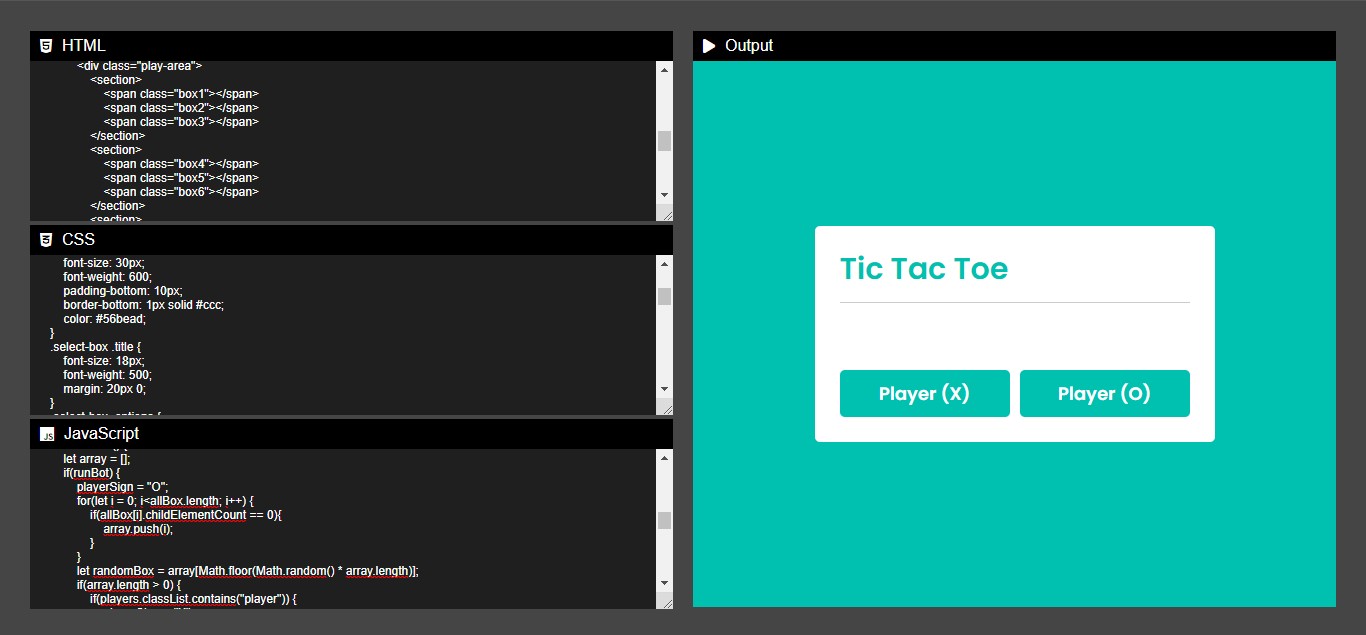 HTML
<div class="play-area">
<section>
<span class="box1"></span>
<span class="box2"></span>
<span class="box3"></span>
</section>
<section>
<span class="box4"></span>
<span class="box5"></span>
<span class="box6"></span>
</section>
<section>
CSS
font-size: 30px;
font-weight: 600;
padding-bottom: 10px;
border-bottom: 1px solid #ccc;
color: #56bead;
}
.select-box .title {
font-size: 18px;
font-weight: 500;
margin: 20px 0;
}
.select-box .options {
JS JavaScript
let array = [];
if(runBot) {
playerSign = "O";
for(let i = 0; i<allBox.length; i++) {
if(allBox[i].childElementCount == 0){
array.push(i);
}
}
let randomBox = array[Math.floor(Math.random() * array.length)];
if(array.length > 0) {
if(players.classList.contains("player")) {
Output
Tic Tac Toe
Player (X) Player (O)